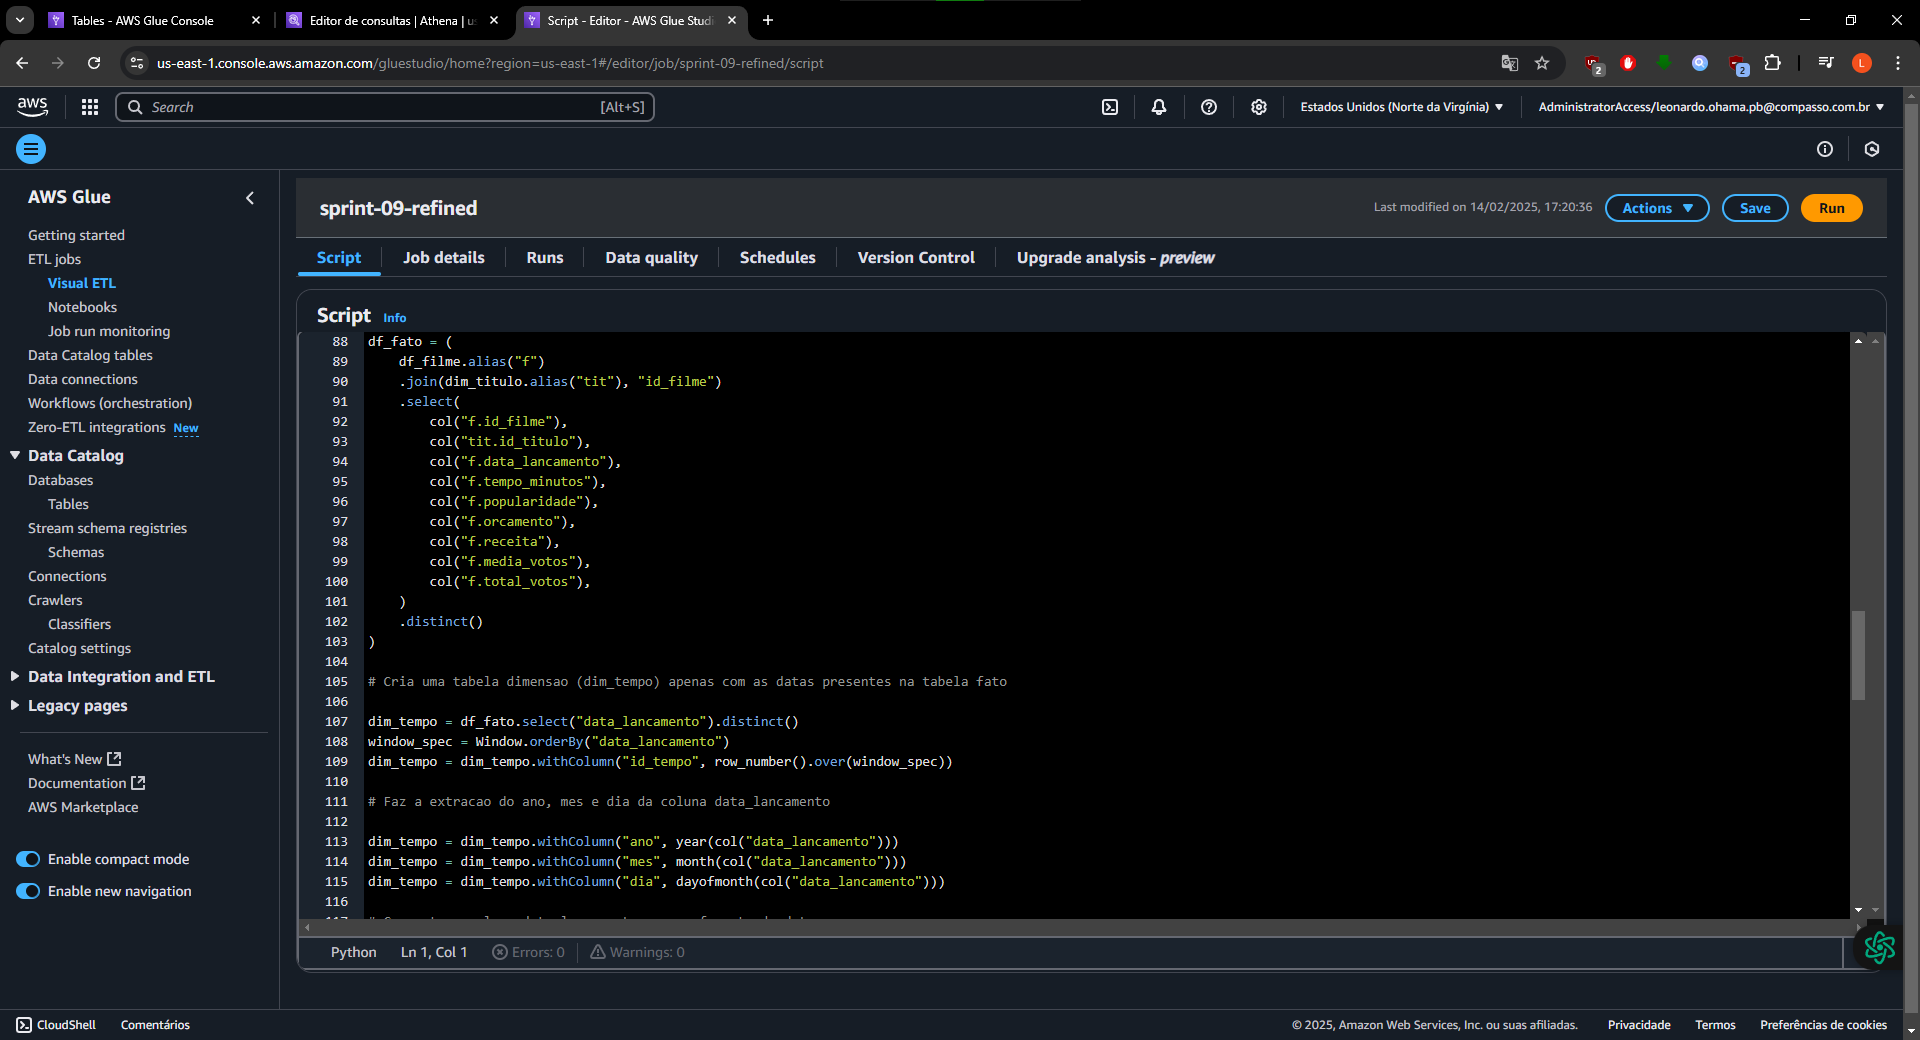 Tables - AWS Glue Console
Editor de consultas | Athena | us
Script - Editor - AWS Glue Studi
us-east-1.console.aws.amazon.com/gluestudio/home?region=us-east-1#/editor/job/sprint-09-refined/script
2
2
L
aws
Search
[Alt+S]
Estados Unidos (Norte da Virgínia)
AdministratorAccess/leonardo.ohama.pb@compasso.com.br
AWS Glue
Getting started
ETL jobs
Visual ETL
Notebooks
Job run monitoring
Data Catalog tables
Data connections
Workflows (orchestration)
Zero-ETL integrations New
Data Catalog
Databases
Tables
Stream schema registries
Schemas
Connections
Crawlers
Classifiers
Catalog settings
Data Integration and ETL
Legacy pages
What's New
Documentation
AWS Marketplace
Enable compact mode
Enable new navigation
sprint-09-refined
Last modified on 14/02/2025, 17:20:36
Actions
Save
Run
Script
Job details
Runs
Data quality
Schedules
Version Control
Upgrade analysis - preview
Script Info
88 df_fato = (
89 df_filme.alias("f")
90 .join(dim_titulo.alias("tit"), "id_filme")
91 .select(
92 col("f.id_filme"),
93 col("tit.id_titulo"),
94 col("f.data_lancamento"),
95 col("f.tempo_minutos"),
96 col("f.popularidade"),
97 col("f.orcamento"),
98 col("f.receita"),
99 col("f.media_votos"),
100 col("f.total_votos"),
101 )
102 .distinct()
103 )
104
105 # Cria uma tabela dimensao (dim_tempo) apenas com as datas presentes na tabela fato
106
107 dim_tempo = df_fato.select("data_lancamento").distinct()
108 window_spec = Window.orderBy("data_lancamento")
109 dim_tempo = dim_tempo.withColumn("id_tempo", row_number().over(window_spec))
110
111 # Faz a extracao do ano, mes e dia da coluna data_lancamento
112
113 dim_tempo = dim_tempo.withColumn("ano", year(col("data_lancamento")))
114 dim_tempo = dim_tempo.withColumn("mes", month(col("data_lancamento")))
115 dim_tempo = dim_tempo.withColumn("dia", dayofmonth(col("data_lancamento")))
116
Python
Ln 1, Col 1
Errors: 0
Warnings: 0
CloudShell
Comentários
© 2025, Amazon Web Services, Inc. ou suas afiliadas.
Privacidade
Termos
Preferências de cookies